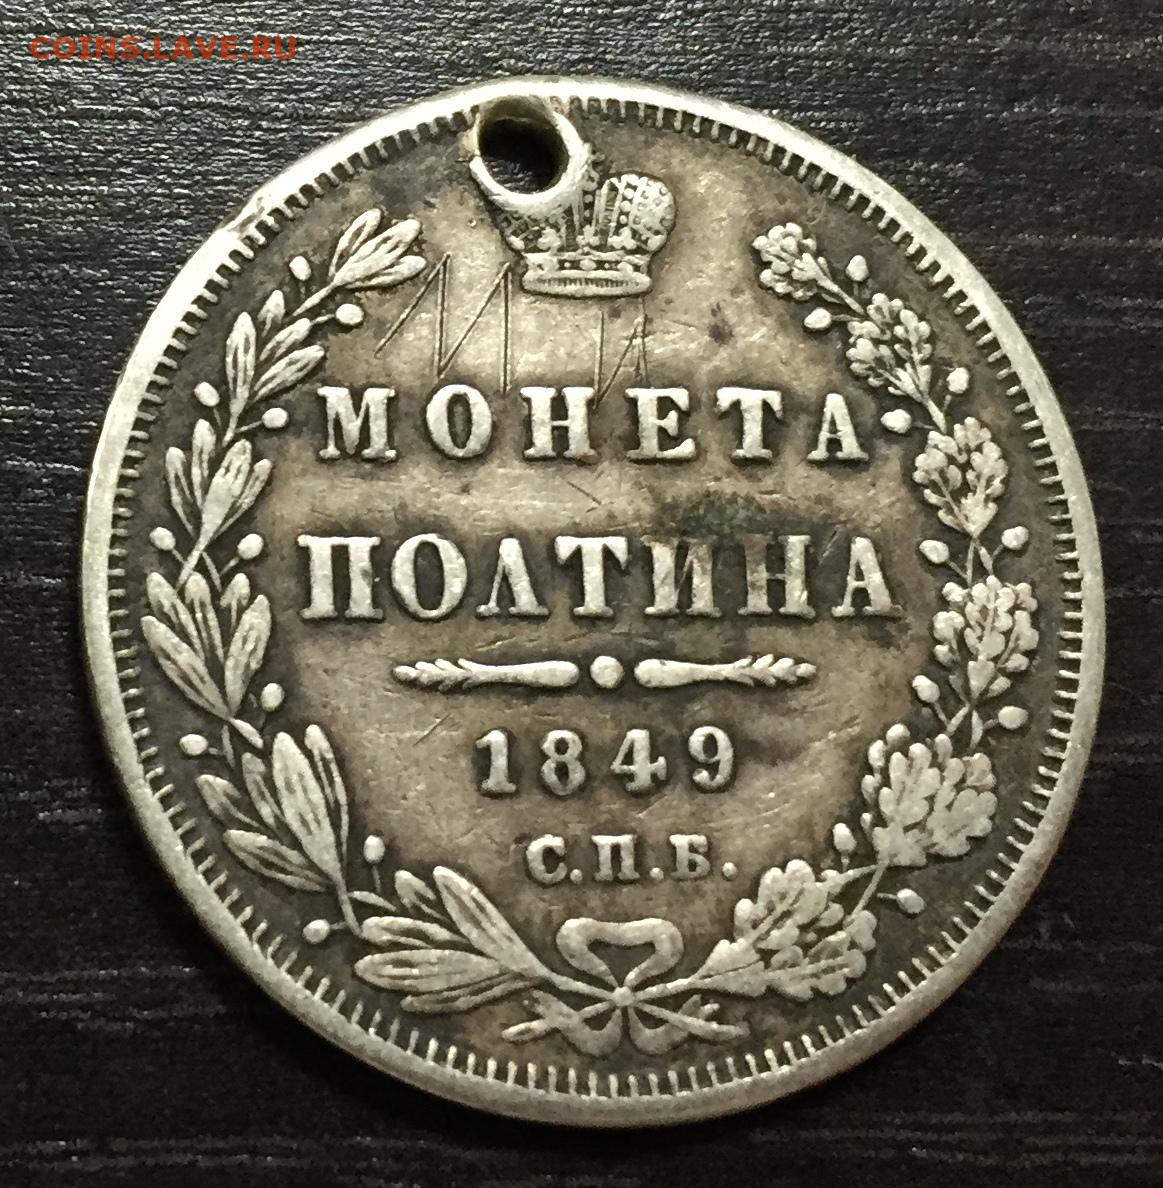 COINS.LAVE.RU
МОНЕТА
ПОЛТИНА
1849
С.П.Б.